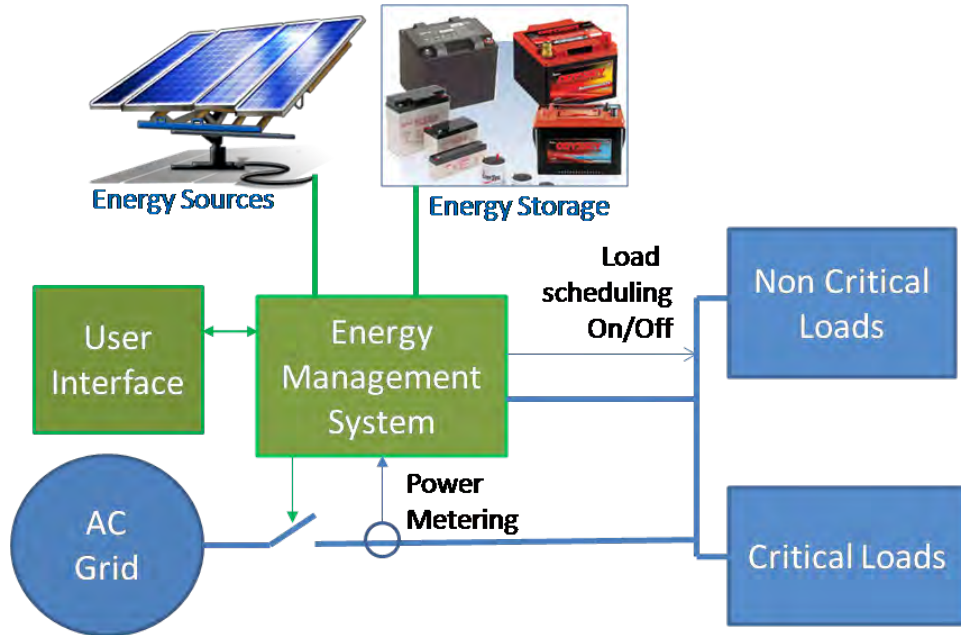 Energy Sources
ODYSSEY
Energy Storage
Load
scheduling
On/Off
Non Critical
Loads
User
Interface
Energy
Management
System
Power
Metering
AC
Grid
Critical Loads